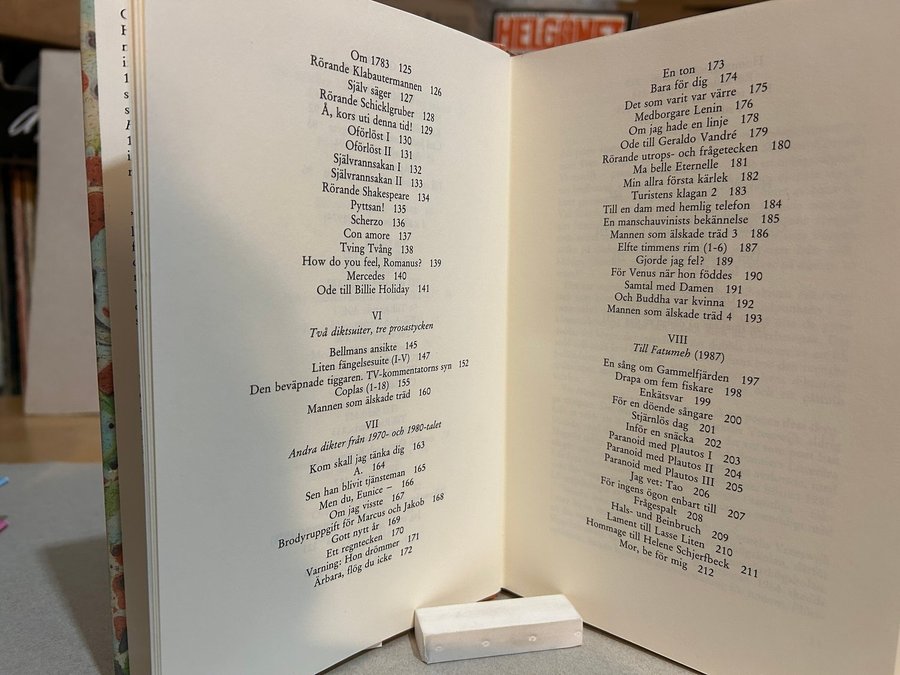 HELGOMEZ
Om 1783 125
Rörande Klabautermannen 126
Själv säger 127
Rörande Schicklgruber 128
Å, kors uti denna tid! 129
Oförlöst I 130
Oförlöst II 131
Självrannsakan I 132
Självrannsakan II 133
Rörande Shakespeare 134
Pyttsan! 135
Scherzo 136
Con amore 137
Tving Tvång 138
How do you feel, Romanus? 139
Mercedes 140
Ode till Billie Holiday 141
VI
Två diktsuiter, tre prosastycken
Bellmans ansikte 145
Liten fängelsesuite (I-V) 147
Den beväpnade tiggaren. TV-kommentatorns syn 152
Coplas (1-18) 155
Mannen som älskade träd 160
VII
Andra dikter från 1970- och 1980-talet
Kom skall jag tänka dig 163
A. 164
Sen han blivit tjänsteman 165
Men du, Eunice – 166
Om jag visste 167
Brodyruppgift för Marcus och Jakob 168
Gott nytt år 169
Ett regntecken 170
Varning: Hon drömmer 171
Ärbara, flög du icke 172
En ton 173
Bara för dig 174
Det som varit var värre 175
Medborgare Lenin 176
Om jag hade en linje 178
Ode till Geraldo Vandré 179
Rörande utrops- och frågetecken 180
Ma belle Eternelle 181
Min allra första kärlek 182
Turistens klagan 2 183
Till en dam med hemlig telefon 184
En manschauvinists bekännelse 185
Mannen som älskade träd 3 186
Elfte timmens rim (1-6) 187
Gjorde jag fel? 189
För Venus när hon föddes 190
Samtal med Damen 191
Och Buddha var kvinna 192
Mannen som älskade träd 4 193
VIII
Till Fatumeh (1987)
En sång om Gammelfjärden 197
Drapa om fem fiskare 198
Enkätsvar 199
För en döende sångare 200
Stjärnlös dag 201
Inför en snäcka 202
Paranoid med Plautos I 203
Paranoid med Plautos II 204
Paranoid med Plautos III 205
Jag vet: Tao 206
För ingens ögon enbart till 207
Frågespalt 208
Hals- und Beinbruch 209
Lament till Lasse Liten 210
Hommage till Helene Schjerfbeck 211
Mor, be för mig 212